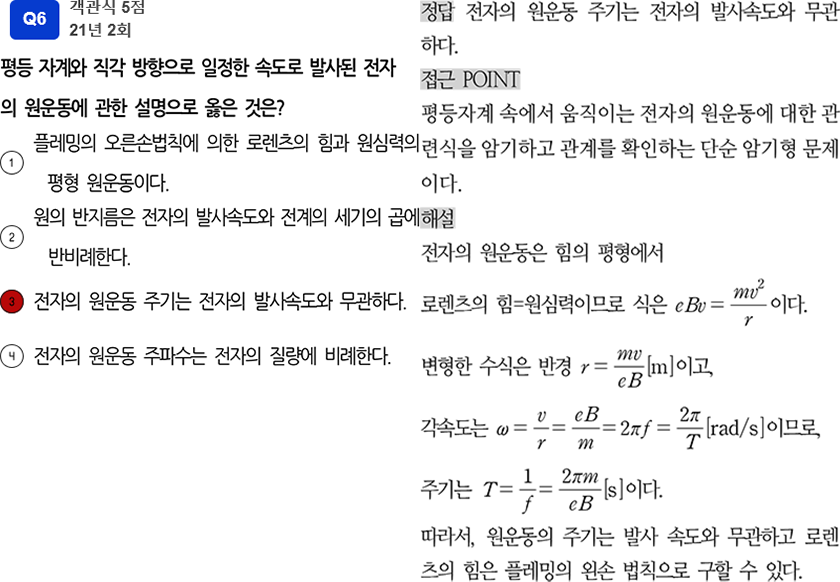 Q6
객관식 5점
21년 2회
평등 자계와 직각 방향으로 일정한 속도로 발사된 전자
의 원운동에 관한 설명으로 옳은 것은?
1 플레밍의 오른손법칙에 의한 로렌츠의 힘과 원심력의
평형 원운동이다.
2 원의 반지름은 전자의 발사속도와 전계의 세기의 곱에
반비례한다.
3 전자의 원운동 주기는 전자의 발사속도와 무관하다.
4 전자의 원운동 주파수는 전자의 질량에 비례한다.
정답 전자의 원운동 주기는 전자의 발사속도와 무관
하다.
접근 POINT
평등자계 속에서 움직이는 전자의 원운동에 대한 관
련식을 암기하고 관계를 확인하는 단순 암기형 문제
이다.
해설
전자의 원운동은 힘의 평형에서
로렌츠의 힘=원심력이므로 식은 eBv = mv²/r 이다.
변형한 수식은 반경 r = mv/eB [m]이고,
각속도는 ω = v/r = eB/m = 2πf = 2π/T [rad/s]이므로,
주기는 T = 1/f = 2πm/eB [s]이다.
따라서, 원운동의 주기는 발사 속도와 무관하고 로렌
츠의 힘은 플레밍의 왼손 법칙으로 구할 수 있다.